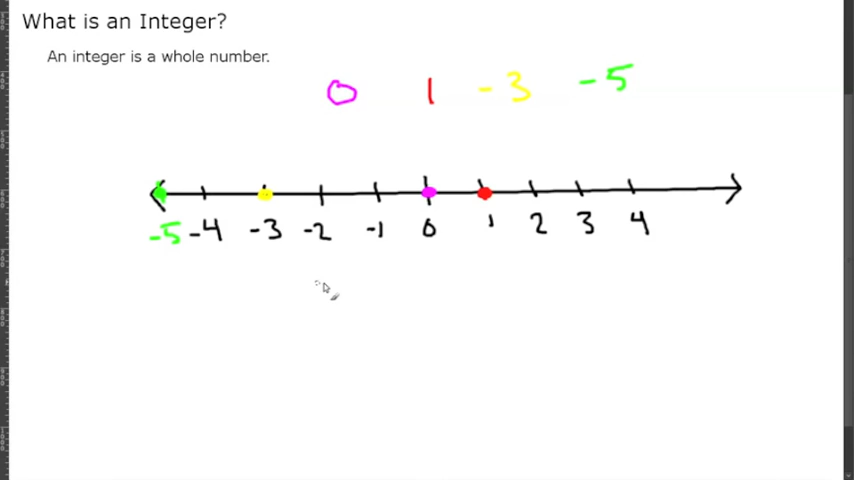 What is an Integer?
An integer is a whole number.
0 1 -3 -5
-5 -4 -3 -2 -1 0 1 2 3 4